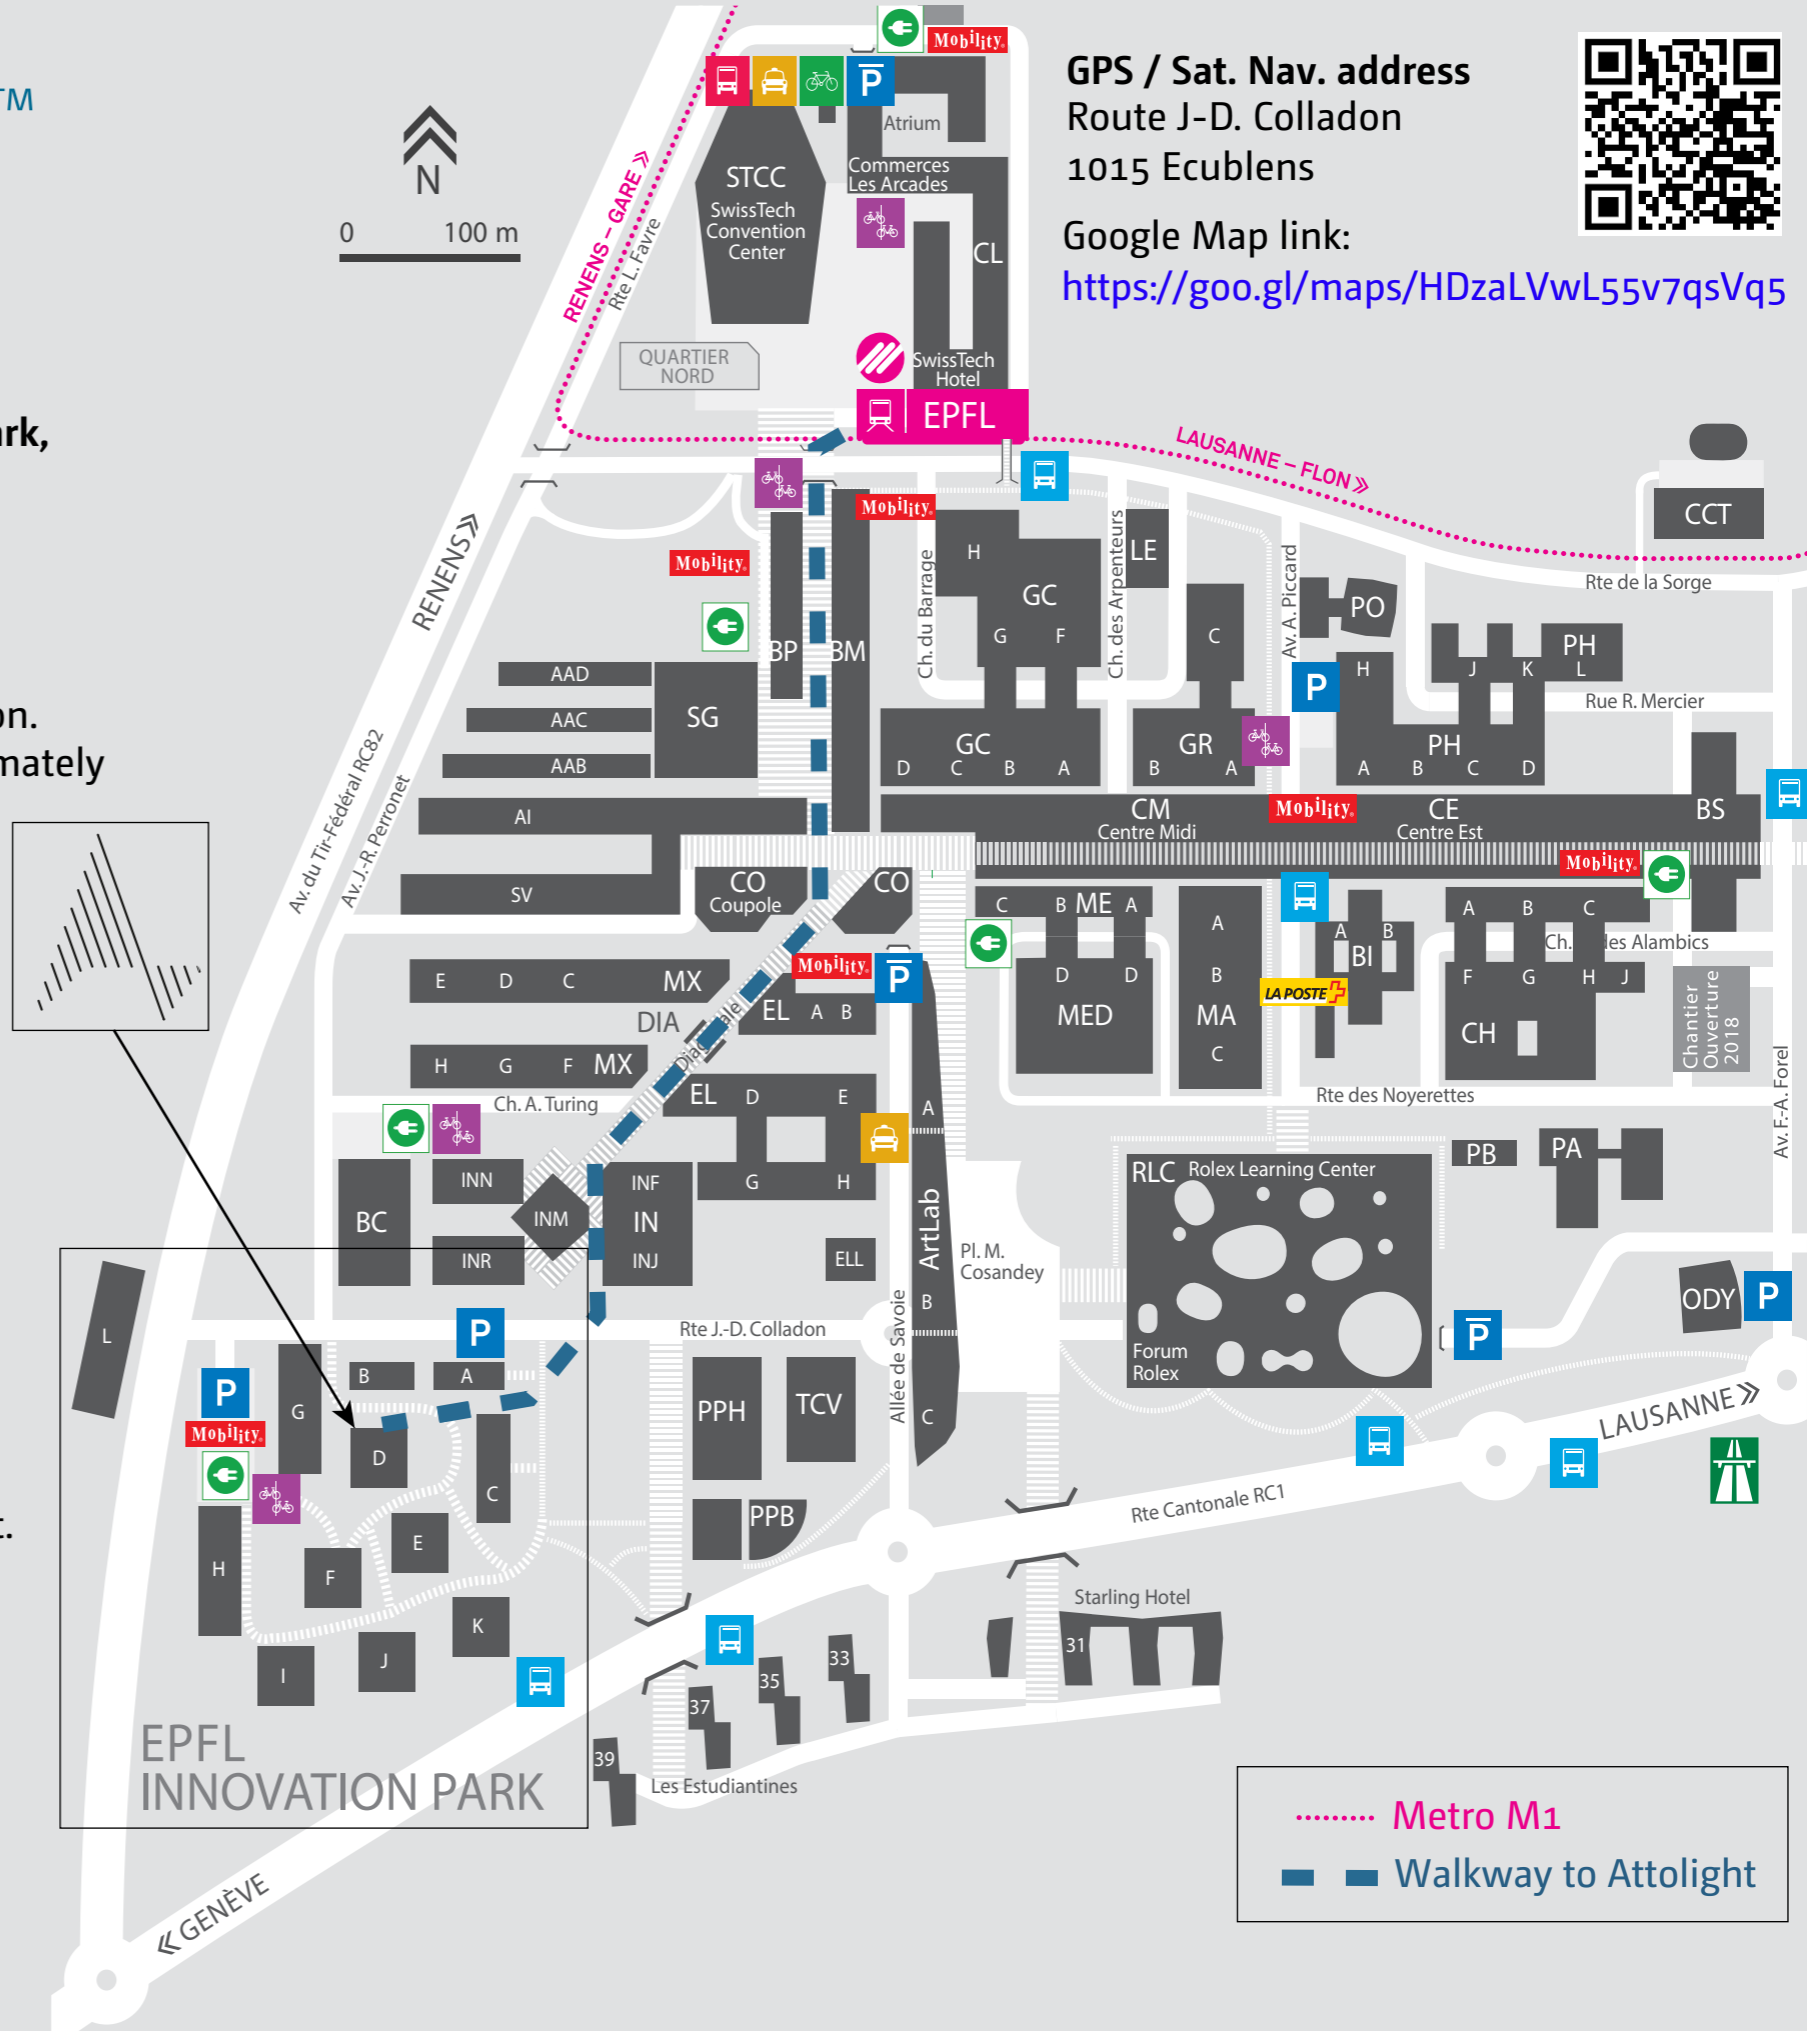 TM
N
0 100 m
GPS / Sat. Nav. address
Route J-D. Colladon
1015 Ecublens
Google Map link:
https://goo.gl/maps/HDzaLVwL55v7qsVq5
Mobility
P
Atrium
STCC
SwissTech
Convention
Center
Commerces
Les Arcades
CL
RENENS – GARE
Rte L. Favre
QUARTIER
NORD
SwissTech
Hotel
EPFL
LAUSANNE – FLON
CCT
Rte de la Sorge
RENENS
Mobility
Mobility
BP
BM
H
GC
G F
Ch. du Barrage
Ch. des Arpenteurs
LE
C
Av. A. Piccard
PO
P
H
J K L
PH
Rue R. Mercier
AAD
AAC
AAB
SG
GC
D C B A
GR
B A
PH
A B C D
AI
SV
Av. du Tir-Fédéral RC82
Av. J.-R. Perronet
CM
Centre Midi
Mobility
CE
Centre Est
BS
Mobility
CO
Coupole
CO
C B ME A
D D
MED
A
B
MA
C
LA POSTE
A B
BI
A B C
Ch. des Alambics
F G H J
CH
Chantier
Ouverture
2018
Av. F.-A. Forel
E D C MX
DIA
Mobility
P
EL A B
H G F MX
Ch. A. Turing
EL D E
G H
A
ArtLab
B
C
Rte des Noyerettes
PB
PA
BC
INN
INM
INR
INF
IN
INJ
ELL
Pl. M.
Cosandey
RLC Rolex Learning Center
Forum
Rolex
P
ODY P
L
P
Rte J.-D. Colladon
Allée de Savoie
P
Mobility
G
B
A
D
C
E
F
H
I
J
K
PPH
TCV
PPB
Rte Cantonale RC1
LAUSANNE
Starling Hotel
31
33
35
37
39
Les Estudiantines
EPFL
INNOVATION PARK
GENÈVE
Metro M1
Walkway to Attolight